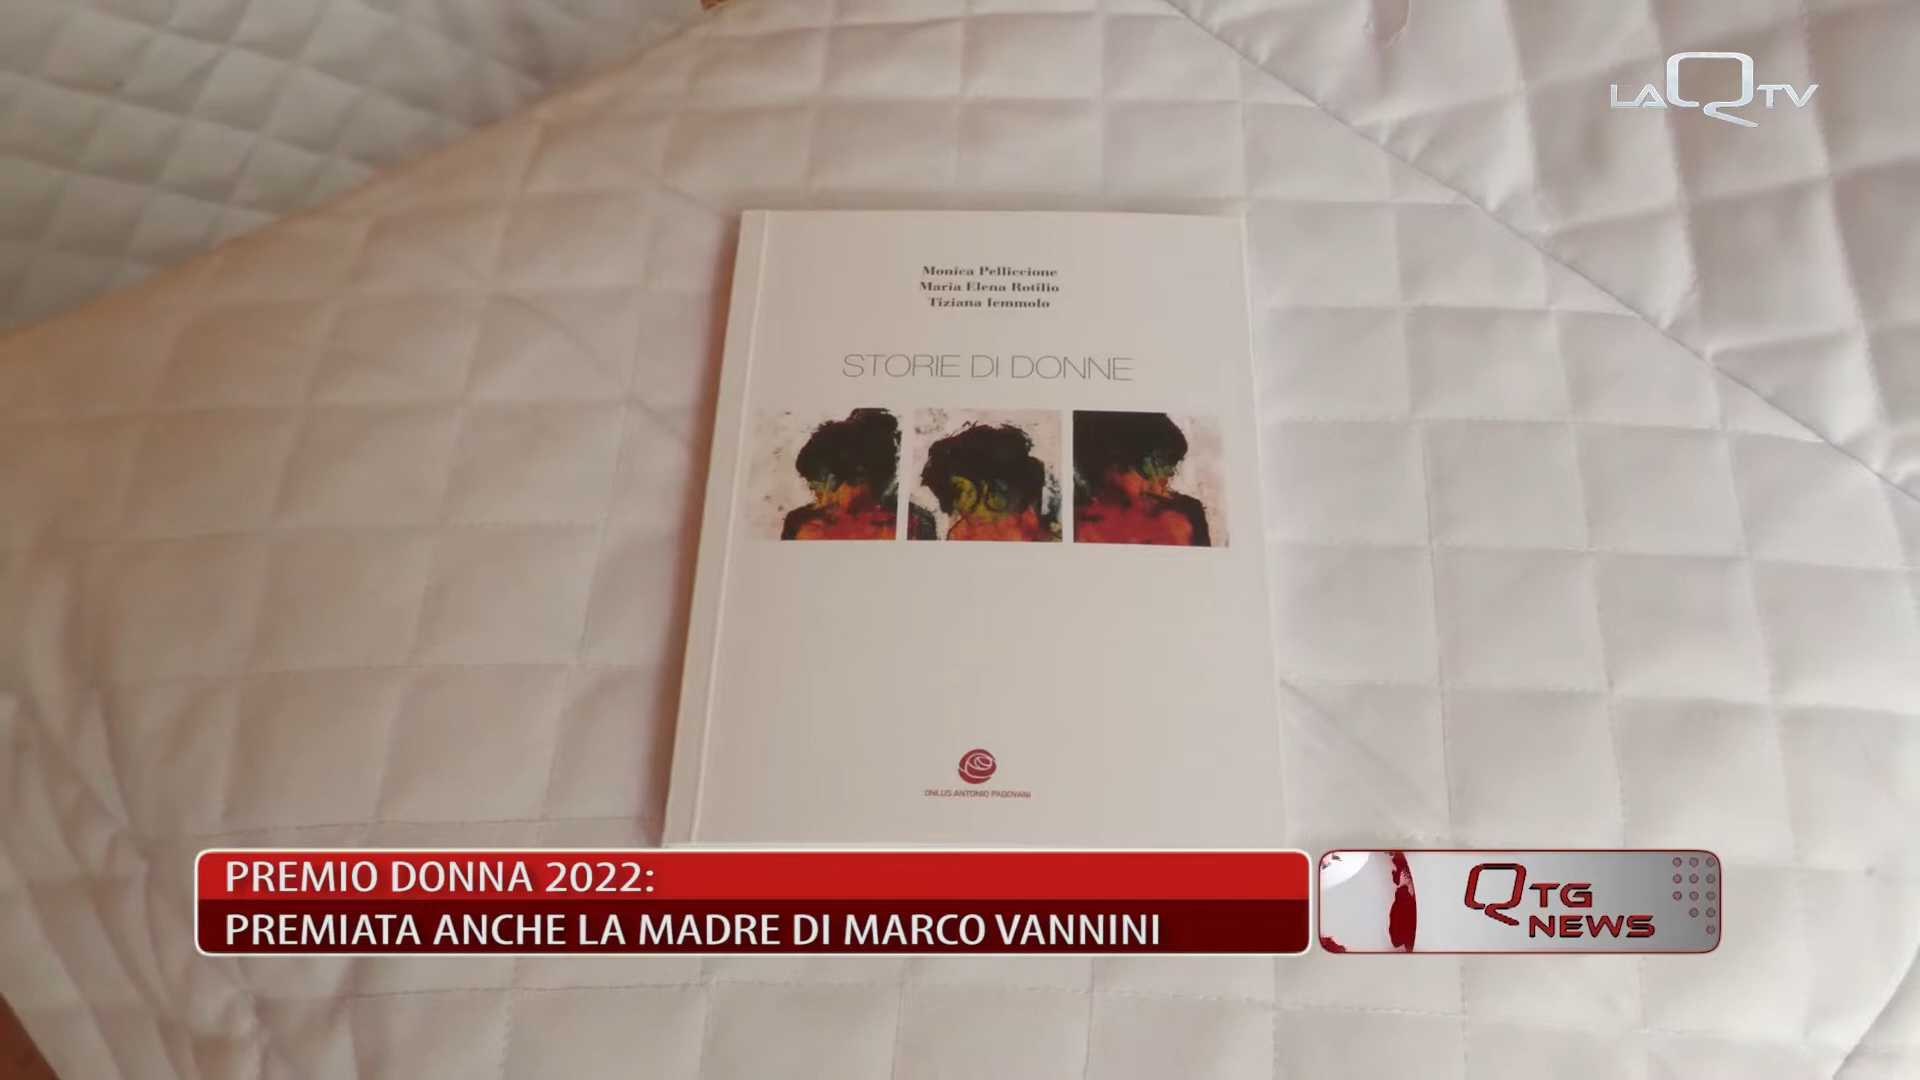 LAQTV
Monica Pelliccione
Maria Elena Rotilio
Tiziana Iemmolo
STORIE DI DONNE
ONLUS ANTONIO PADOVANI
PREMIO DONNA 2022:
PREMIATA ANCHE LA MADRE DI MARCO VANNINI
QTG
NEWS